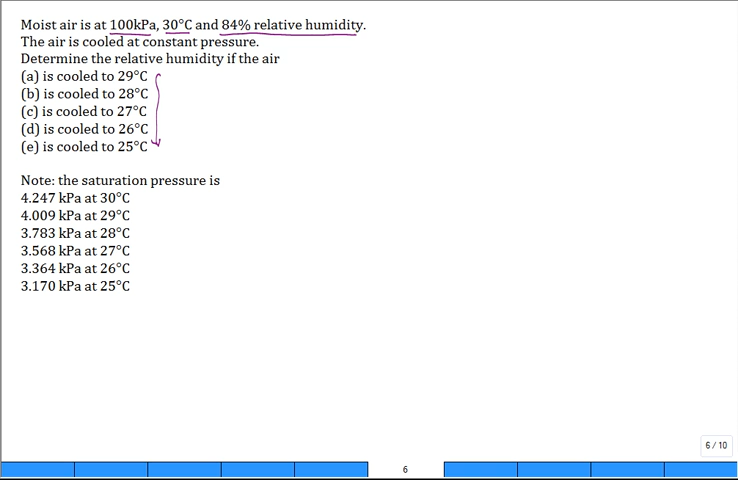 Moist air is at 100kPa, 30°C and 84% relative humidity.
The air is cooled at constant pressure.
Determine the relative humidity if the air
(a) is cooled to 29°C
(b) is cooled to 28°C
(c) is cooled to 27°C
(d) is cooled to 26°C
(e) is cooled to 25°C
Note: the saturation pressure is
4.247 kPa at 30°C
4.009 kPa at 29°C
3.783 kPa at 28°C
3.568 kPa at 27°C
3.364 kPa at 26°C
3.170 kPa at 25°C
6 / 10
6